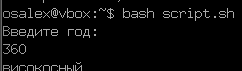 osalex@vbox:~$ bash script.sh
Введите год:
360
високосный